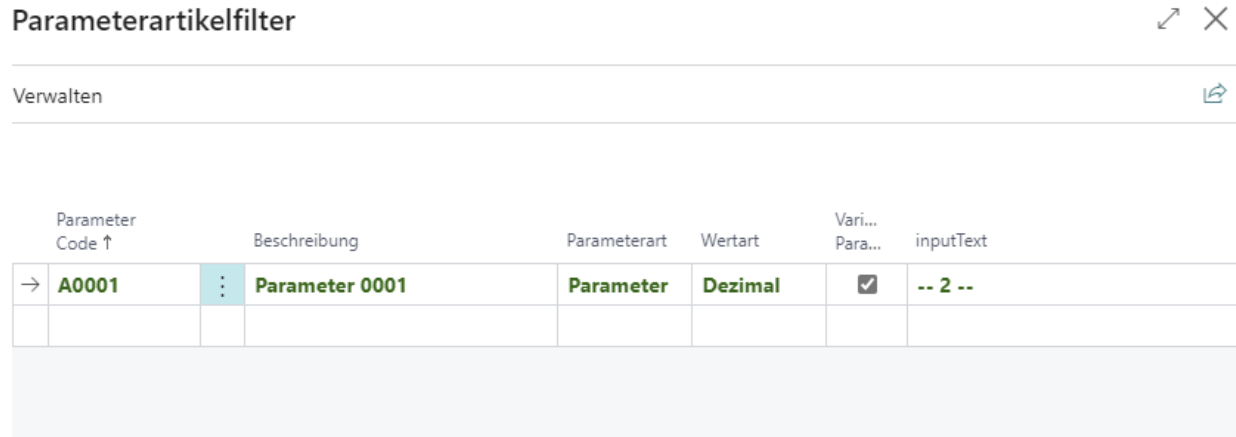 Parameterartikelfilter
Verwalten
Parameter
Code ↑
Beschreibung
Parameterart
Wertart
Vari...
Para...
inputText
A0001
Parameter 0001
Parameter
Dezimal
-- 2 --